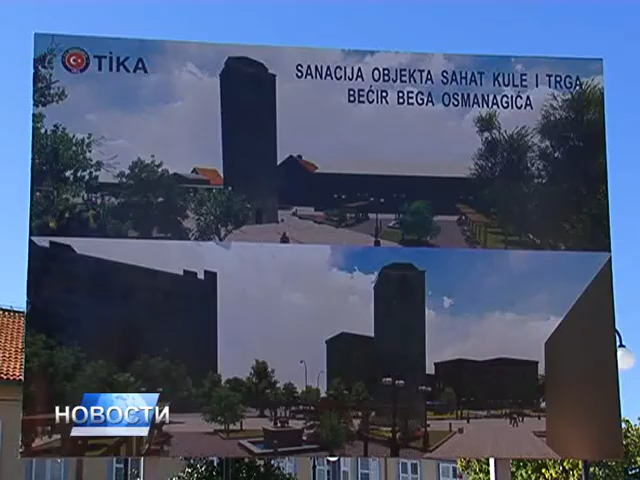 TİKA
SANACIJA OBJEKTA SAHAT KULE I TRGA
BEĆIR BEGA OSMANAGIĆA
НОВОСТИ